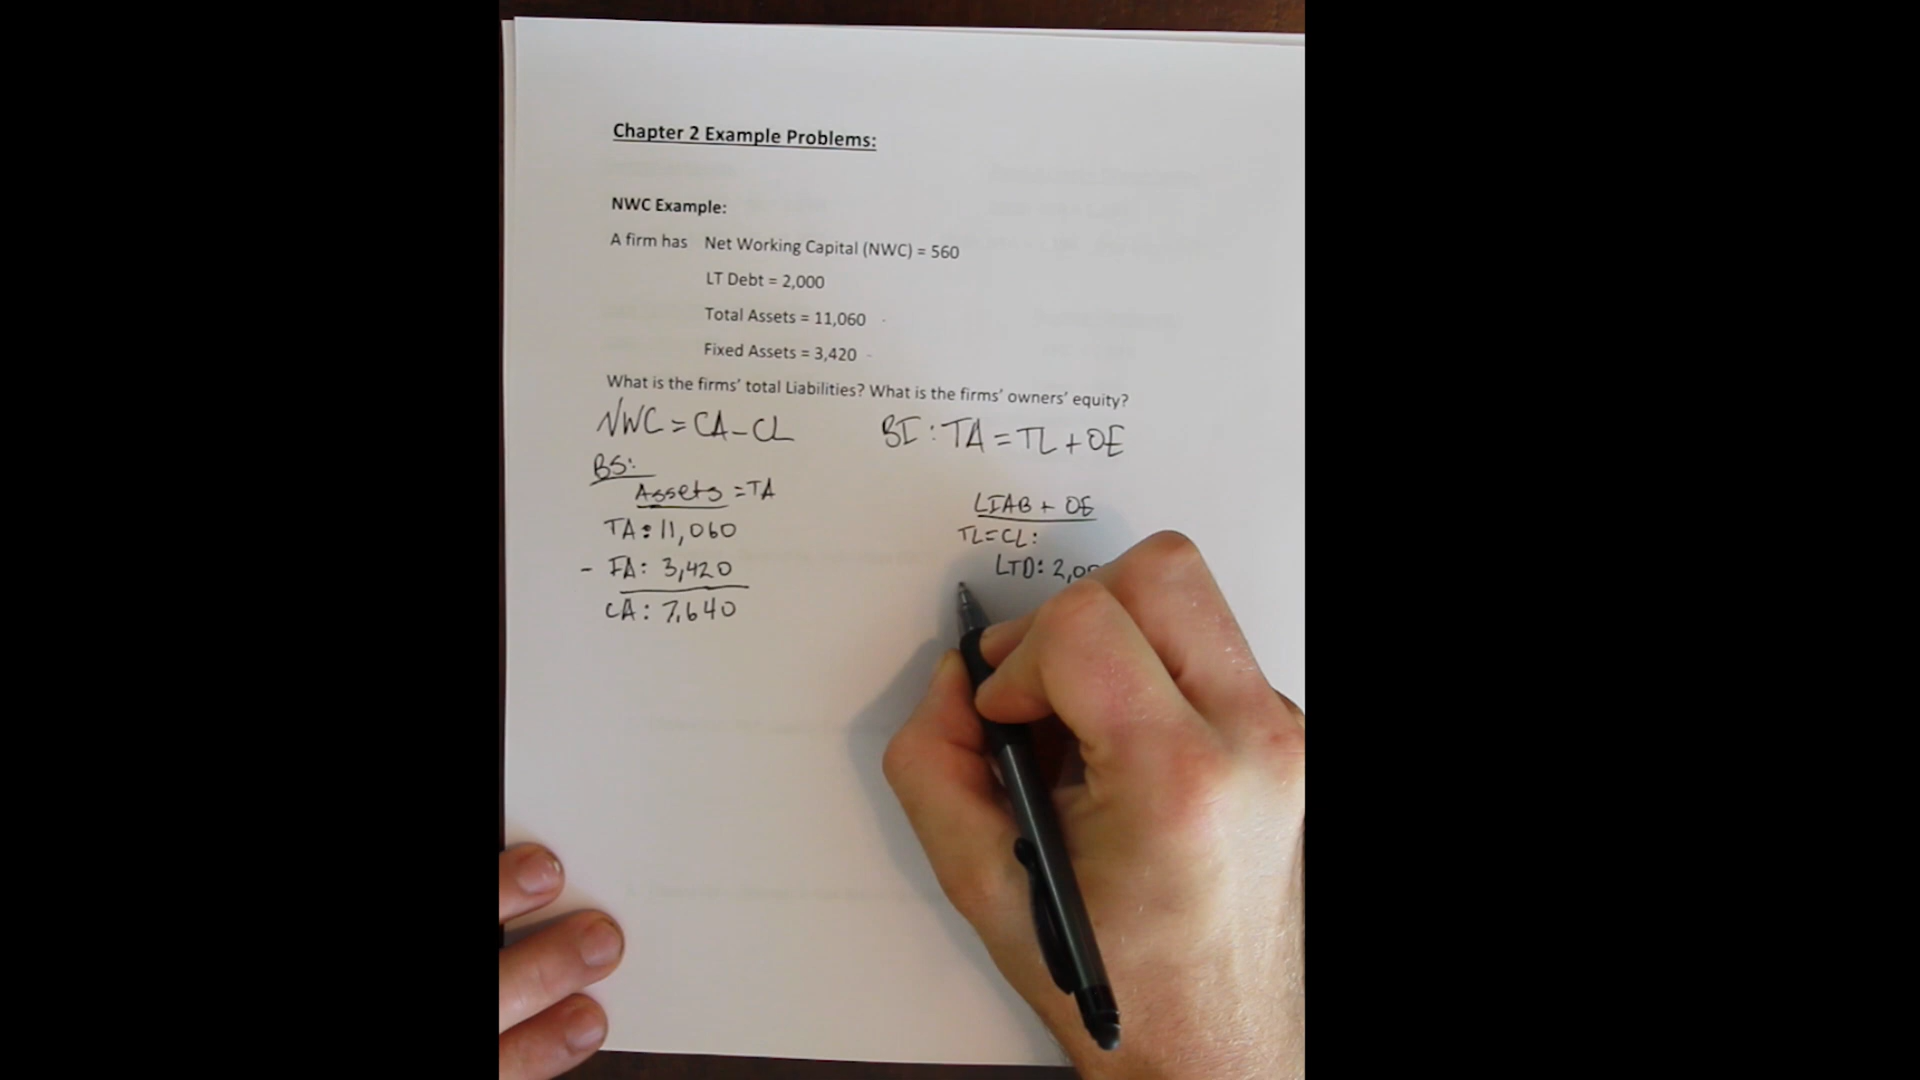 Chapter 2 Example Problems:
NWC Example:
A firm has Net Working Capital (NWC) = 560
LT Debt = 2,000
Total Assets = 11,060
Fixed Assets = 3,420
What is the firms' total Liabilities? What is the firms' owners' equity?
NWC = CA - CL
BI: TA = TL + OE
BS:
Assets = TA
TA: 11,060
- FA: 3,420
CA: 7,640
LIAB + OE
TL = CL:
LTD: 2,00